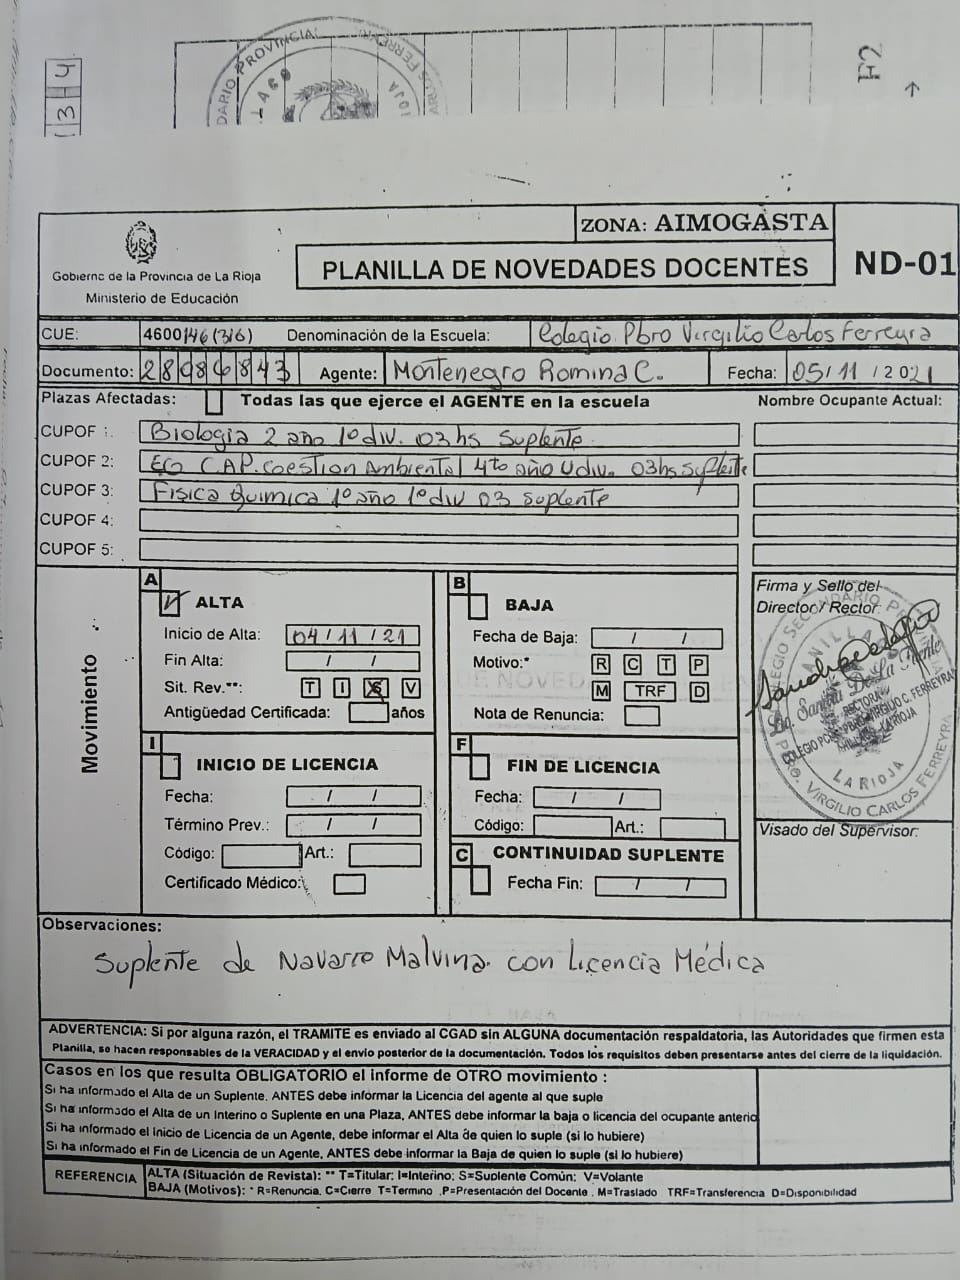 13-4
F2
ZONA: AIMOGASTA
Gobierno de la Provincia de La Rioja
Ministerio de Educación
PLANILLA DE NOVEDADES DOCENTES
ND-01
CUE: 4600146(316) Denominación de la Escuela: Colegio Pbro Virgilio Carlos Ferreyra
Documento: Agente: Montenegro Romina C. Fecha: 05/11/2021
Plazas Afectadas: Todas las que ejerce el AGENTE en la escuela Nombre Ocupante Actual:
CUPOF 1: Biologia 2 año 1º div. 03 hs Suplente
CUPOF 2: Ambiental 4to año U div. 03hs Suplente
CUPOF 3: Fisica Quimica 1º año 1º div 03 suplente
CUPOF 4:
CUPOF 5:
Movimiento
A
ALTA
Inicio de Alta: 04/11/21
Fin Alta: / /
Sit. Rev.**: T I S V
Antigüedad Certificada: años
B
BAJA
Fecha de Baja: / /
Motivo:* R C T P
M TRF D
Nota de Renuncia:
Firma y Sello del
Director / Rector:
I
INICIO DE LICENCIA
Fecha: / /
Término Prev.: / /
Código: Art.:
Certificado Médico:
F
FIN DE LICENCIA
Fecha: / /
Código: Art.:
C CONTINUIDAD SUPLENTE
Fecha Fin: / /
LA RIOJA
Visado del Supervisor:
Observaciones:
Suplente de Navarro Malvina. con Licencia Médica
ADVERTENCIA: Si por alguna razón, el TRAMITE es enviado al CGAD sin ALGUNA documentación respaldatoria, las Autoridades que firmen esta
Planilla, se hacen responsables de la VERACIDAD y el envio posterior de la documentación. Todos los requisitos deben presentarse antes del cierre de la liquidación.
Casos en los que resulta OBLIGATORIO el informe de OTRO movimiento :
Si ha informado el Alta de un Suplente, ANTES debe informar la Licencia del agente al que suple
Si ha informado el Alta de un Interino o Suplente en una Plaza, ANTES debe informar la baja o licencia del ocupante anterio
Si ha informado el Inicio de Licencia de un Agente, debe informar el Alta de quien lo suple (si lo hubiere)
Si ha informado el Fin de Licencia de un Agente, ANTES debe informar la Baja de quien lo suple (si lo hubiere)
REFERENCIA
ALTA (Situación de Revista): ** T=Titular; I=Interino; S=Suplente Común; V=Volante
BAJA (Motivos): * R=Renuncia, C=Cierre T=Termino ,P=Presentación del Docente , M=Traslado TRF=Transferencia D=Disponibilidad